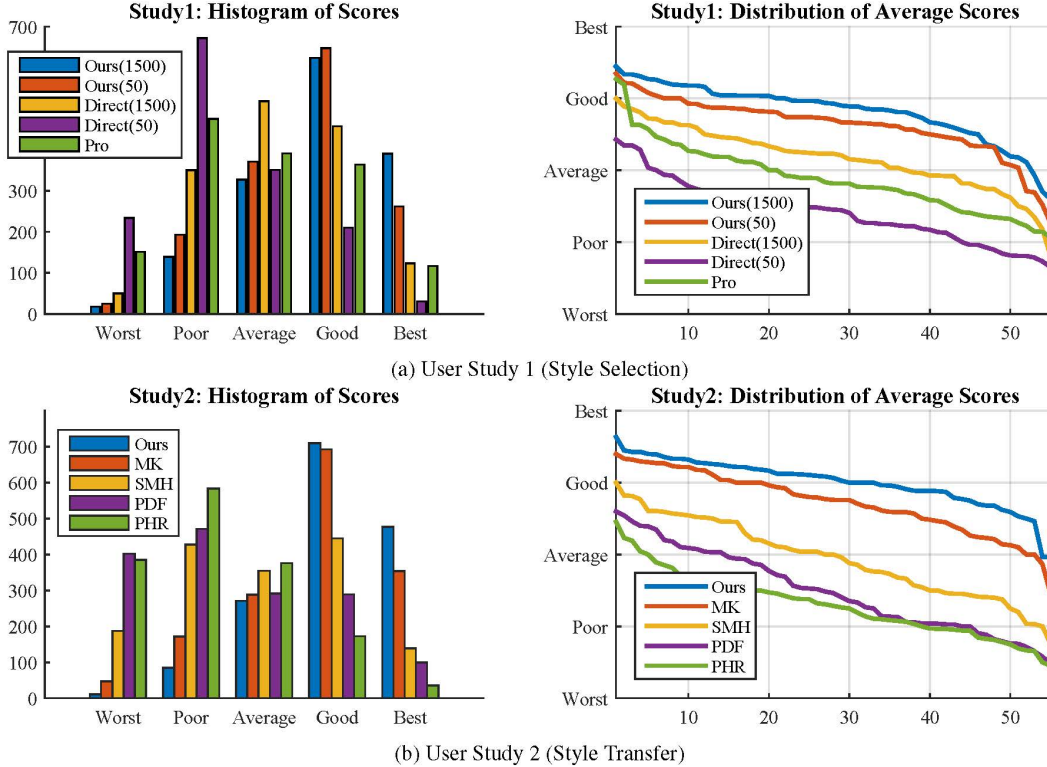 Study1: Histogram of Scores
700
Ours(1500)
Ours(50)
Direct(1500)
Direct(50)
Pro
300
200
100
0
Worst Poor Average Good Best
Study1: Distribution of Average Scores
Best
Good
Average
Poor
Worst
Ours(1500)
Ours(50)
Direct(1500)
Direct(50)
Pro
10 20 30 40 50
(a) User Study 1 (Style Selection)
Study2: Histogram of Scores
700
600
500
400
300
200
100
0
Ours
MK
SMH
PDF
PHR
Worst Poor Average Good Best
Study2: Distribution of Average Scores
Best
Good
Average
Poor
Worst
Ours
MK
SMH
PDF
PHR
10 20 30 40 50
(b) User Study 2 (Style Transfer)